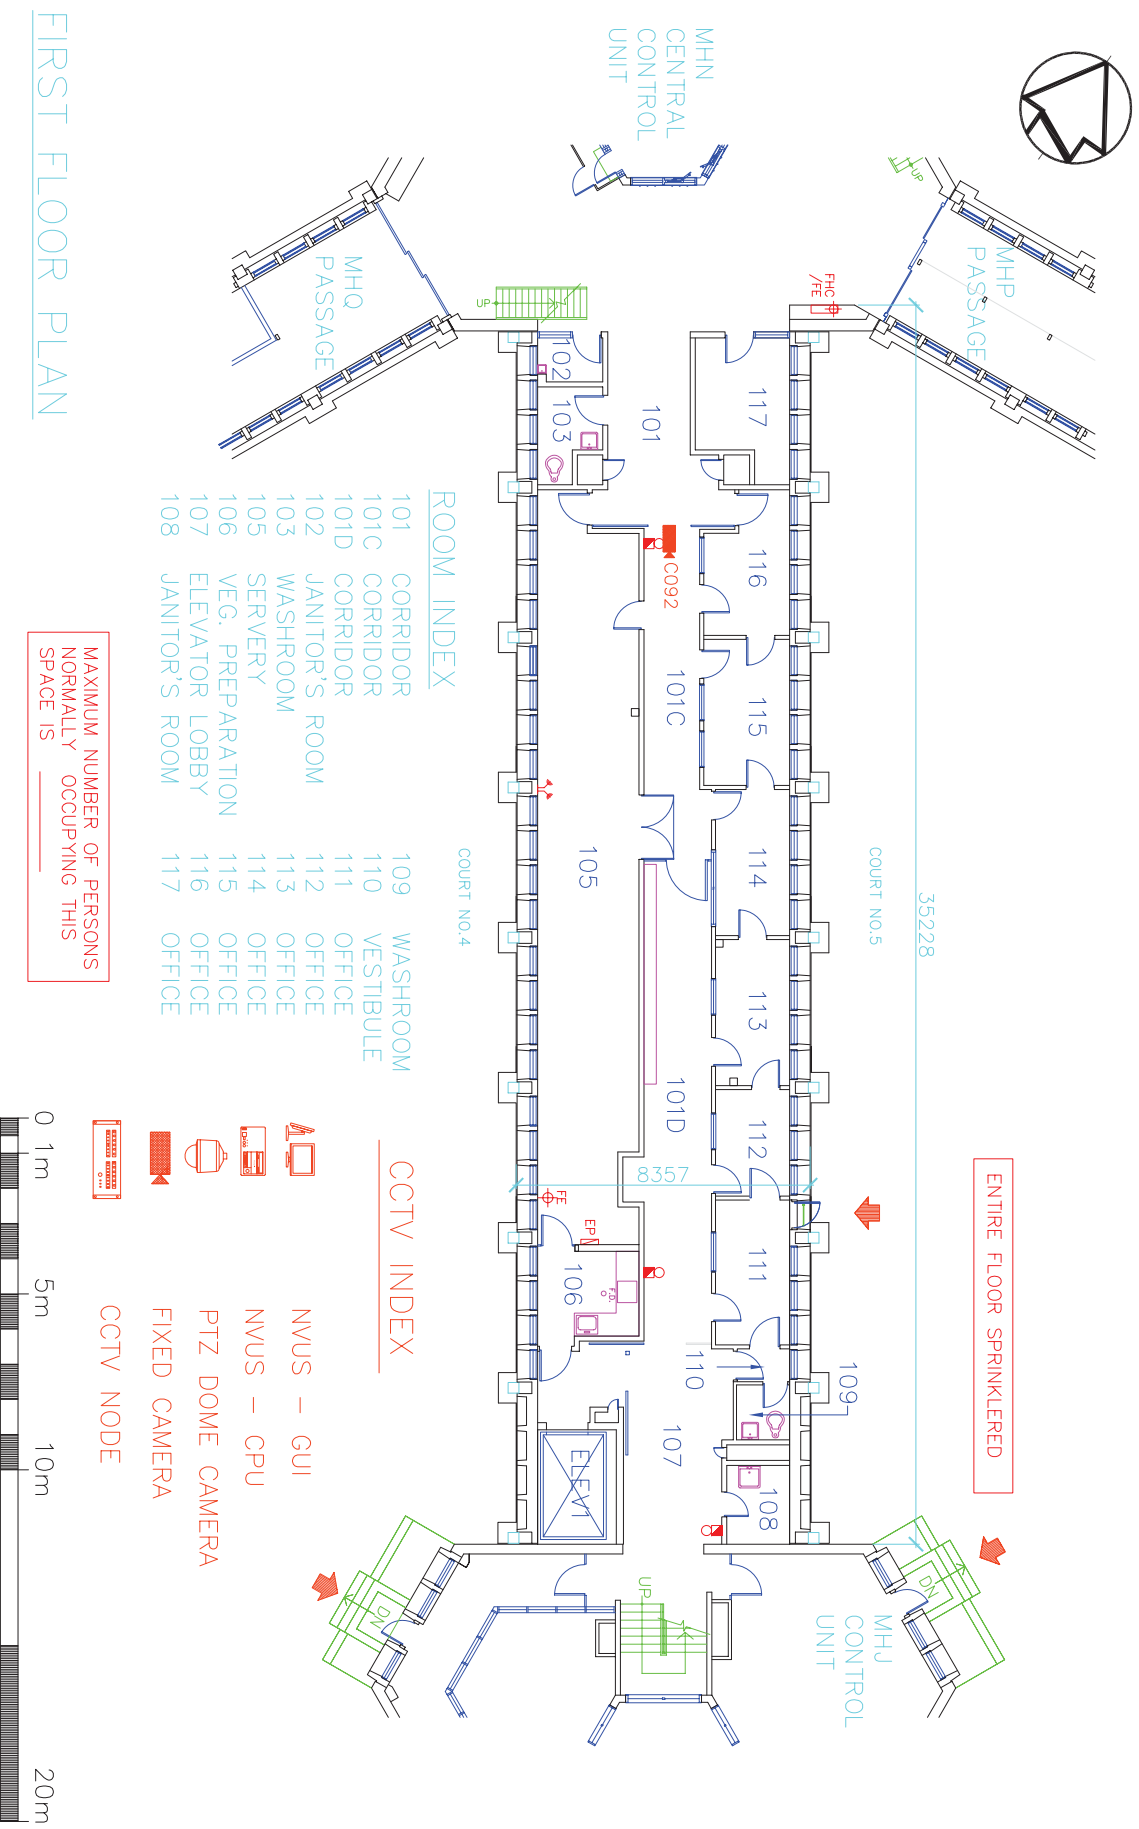 FIRST FLOOR PLAN
MHN
CENTRAL
CONTROL
UNIT
MHQ
PASSAGE
MHP
PASSAGE
UP
UP
FHC
/FE
102
103
101
117
116
C092
101C
115
COURT NO.5
35228
114
105
COURT NO.4
113
101D
112
8357
FE
EP
106
F.D.
111
110
109
107
108
ELEV1
UP
DN
DN
MHJ
CONTROL
UNIT
ENTIRE FLOOR SPRINKLERED
ROOM INDEX
101 CORRIDOR
101C CORRIDOR
101D CORRIDOR
102 JANITOR'S ROOM
103 WASHROOM
105 SERVERY
106 VEG. PREPARATION
107 ELEVATOR LOBBY
108 JANITOR'S ROOM
109 WASHROOM
110 VESTIBULE
111 OFFICE
112 OFFICE
113 OFFICE
114 OFFICE
115 OFFICE
116 OFFICE
117 OFFICE
MAXIMUM NUMBER OF PERSONS
NORMALLY OCCUPYING THIS
SPACE IS
CCTV INDEX
NVUS – GUI
NVUS – CPU
PTZ DOME CAMERA
FIXED CAMERA
CCTV NODE
0 1m 5m 10m 20m